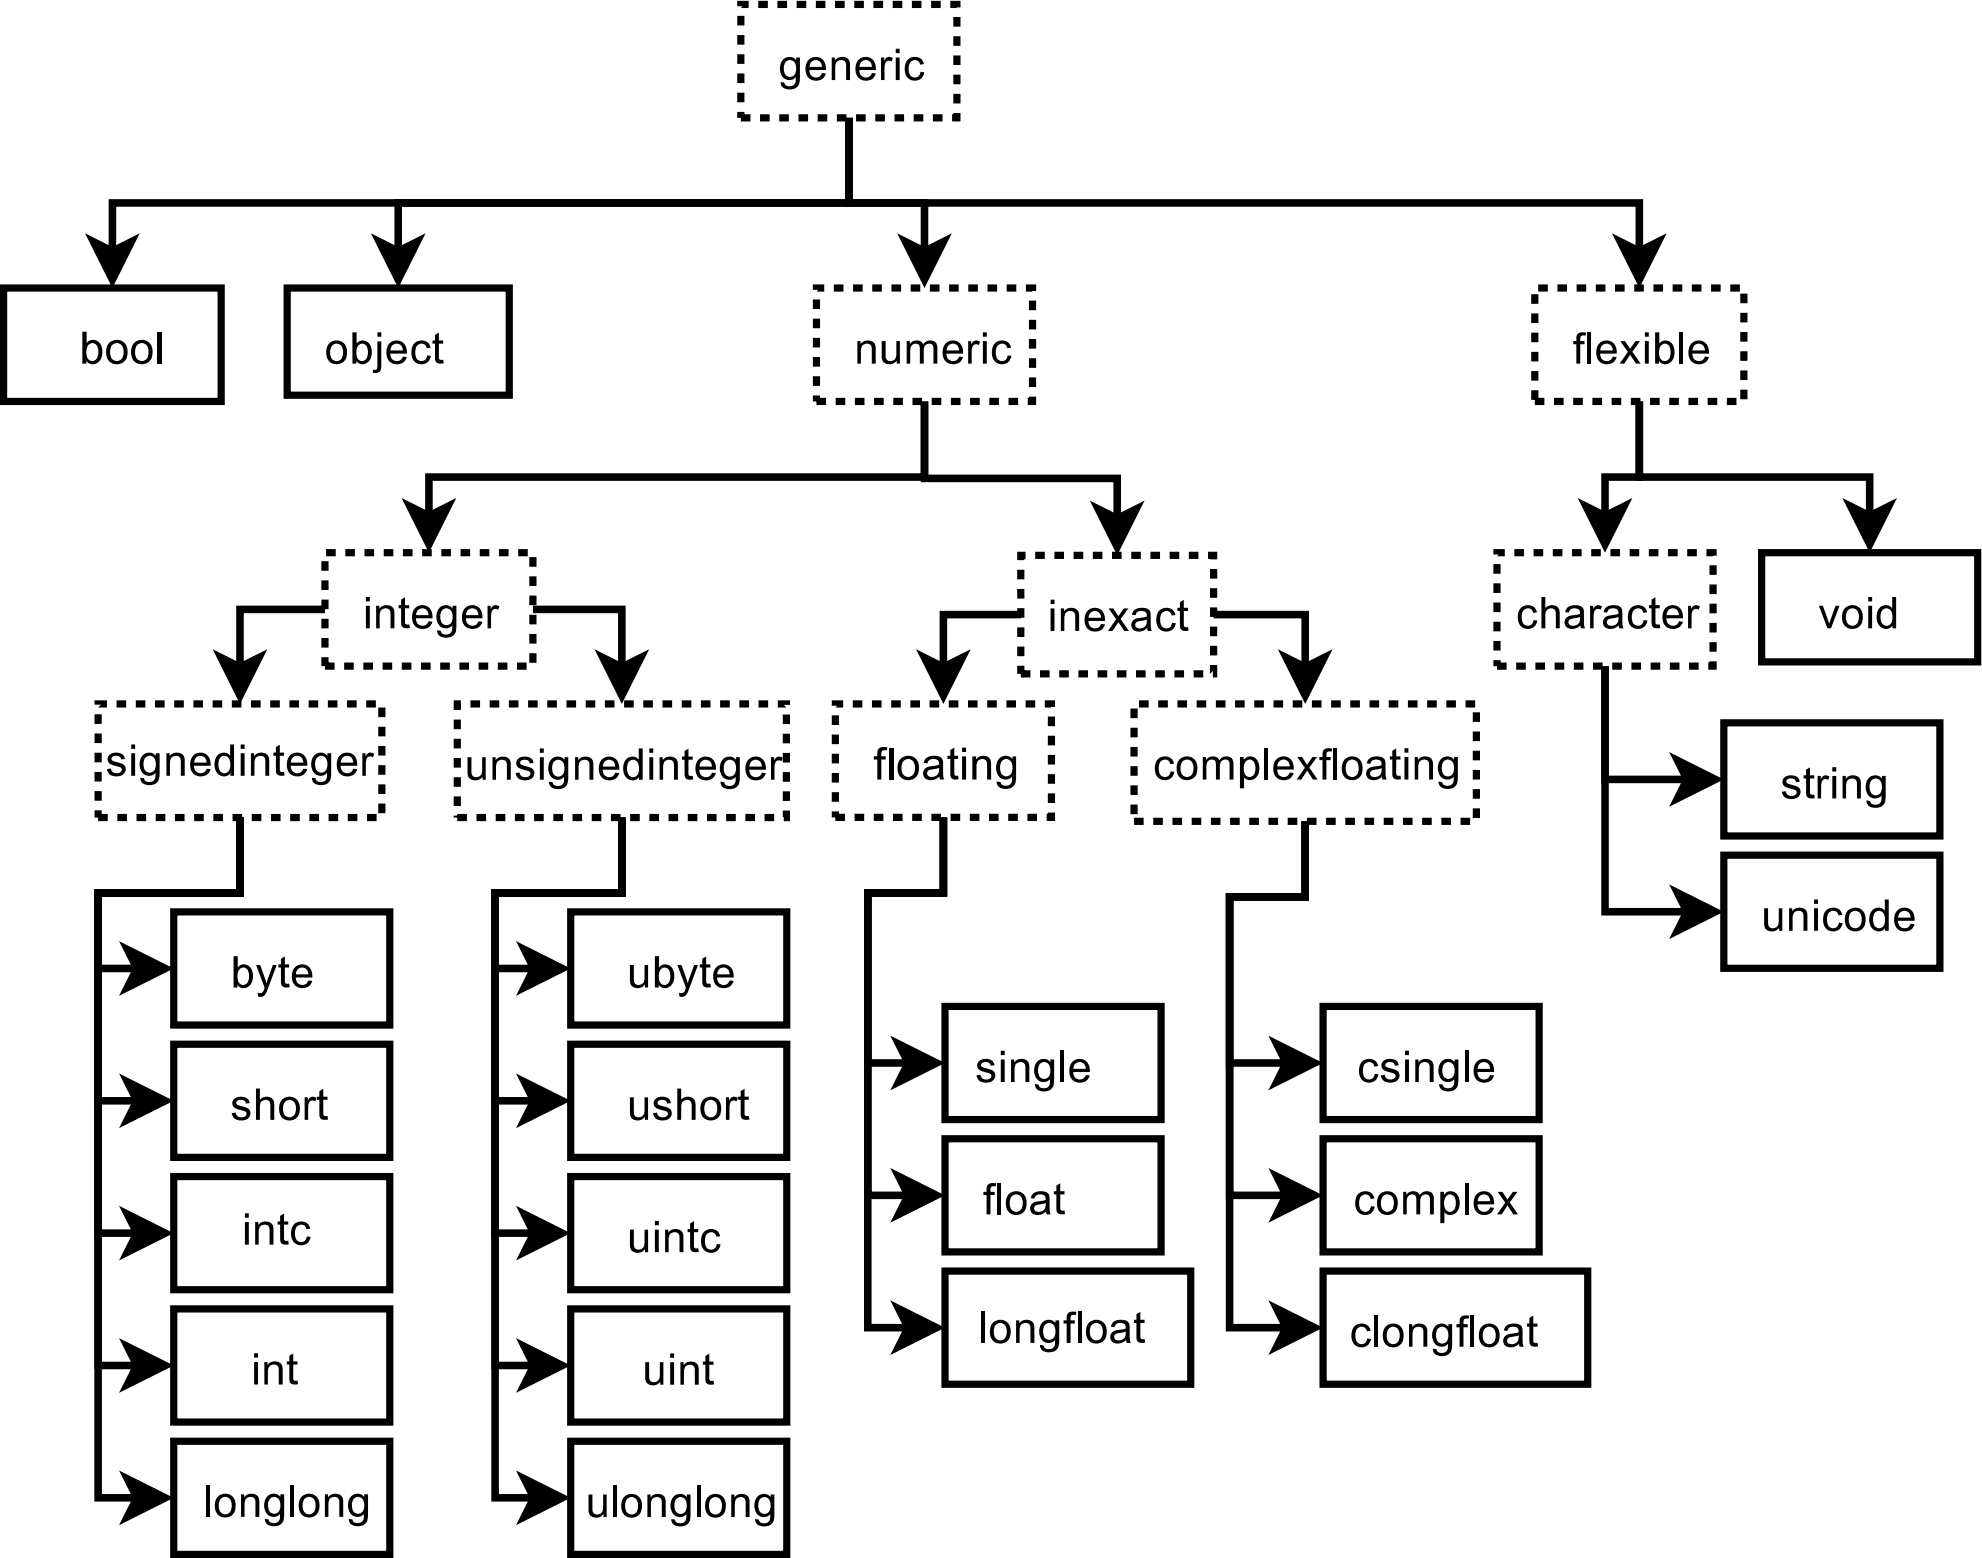 generic
bool
object
numeric
flexible
integer
inexact
character
void
signedinteger
unsignedinteger
floating
complexfloating
string
unicode
byte
ubyte
single
csingle
short
ushort
float
complex
intc
uintc
longfloat
clongfloat
int
uint
longlong
ulonglong